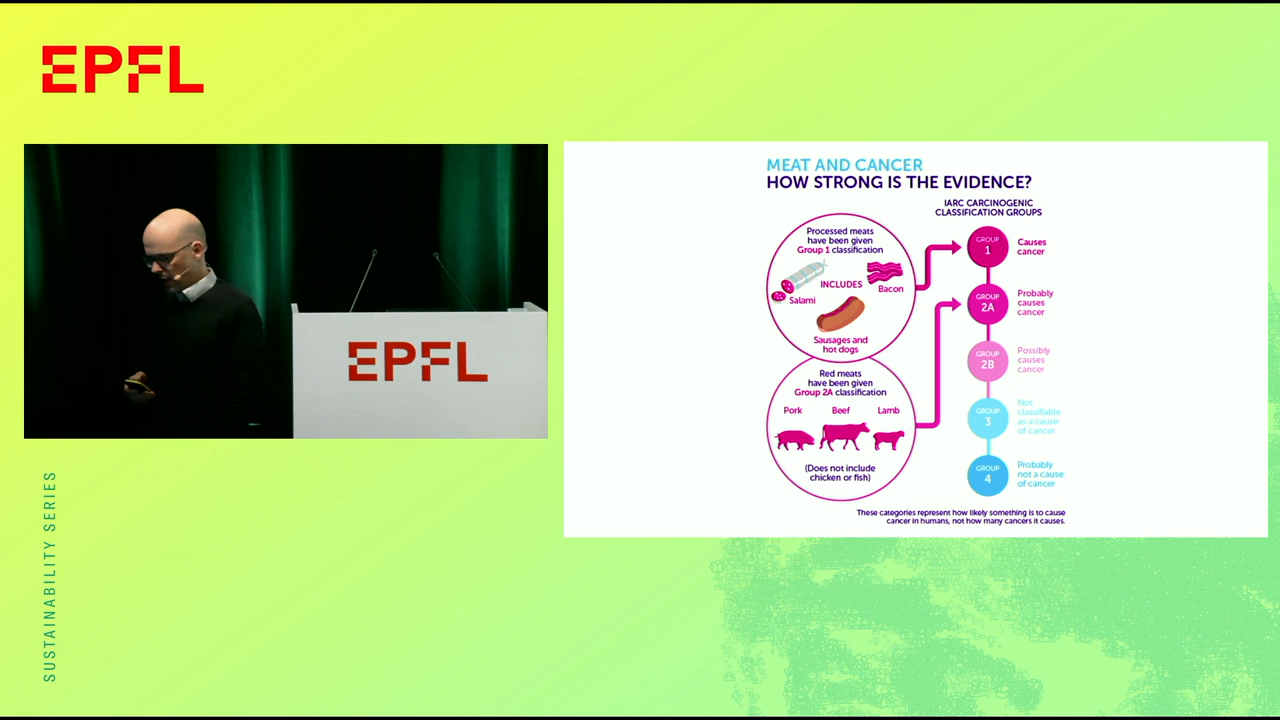 EPFL
EPFL
SUSTAINABILITY SERIES
MEAT AND CANCER
HOW STRONG IS THE EVIDENCE?
IARC CARCINOGENIC
CLASSIFICATION GROUPS
Processed meats
have been given
Group 1 classification
INCLUDES
Salami
Bacon
Sausages and
hot dogs
Red meats
have been given
Group 2A classification
Pork
Beef
Lamb
(Does not include
chicken or fish)
GROUP
1
Causes
cancer
GROUP
2A
Probably
causes
cancer
GROUP
2B
Possibly
causes
cancer
GROUP
3
Not
classifiable
as a cause
of cancer
GROUP
4
Probably
not a cause
of cancer
These categories represent how likely something is to cause
cancer in humans, not how many cancers it causes.